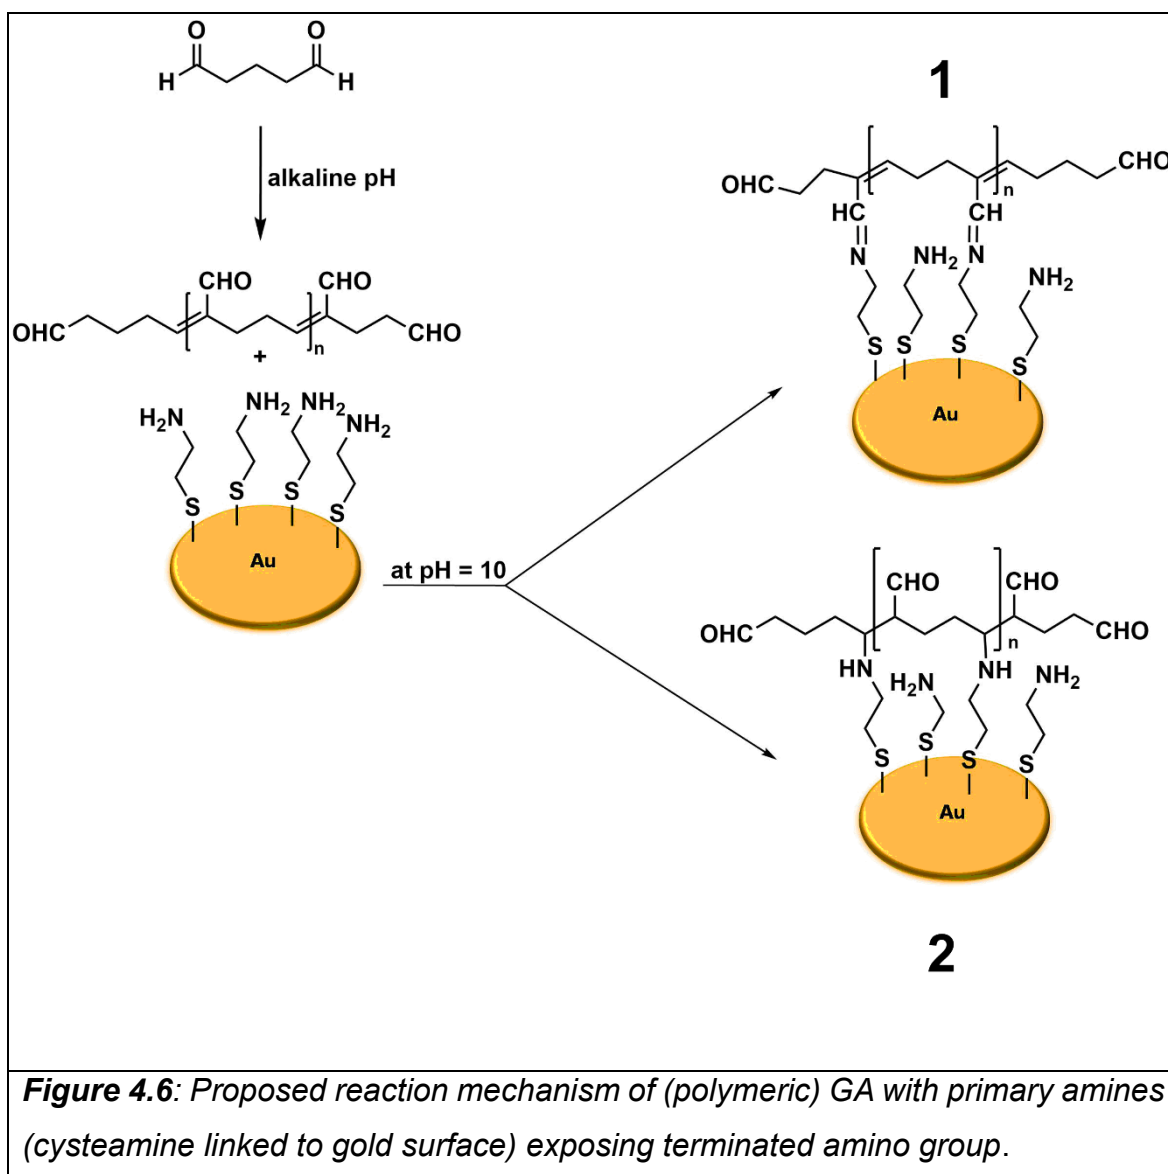 O O
H H
alkaline pH
CHO CHO
OHC CHO
n
+
H2N NH2 NH2 NH2
S S S S
Au
at pH = 10
1
OHC CHO
n
HC CH
N NH2 N NH2
S S S S
Au
CHO CHO
OHC CHO
n
HN H2N NH NH2
S S S S
Au
2
Figure 4.6: Proposed reaction mechanism of (polymeric) GA with primary amines
(cysteamine linked to gold surface) exposing terminated amino group.